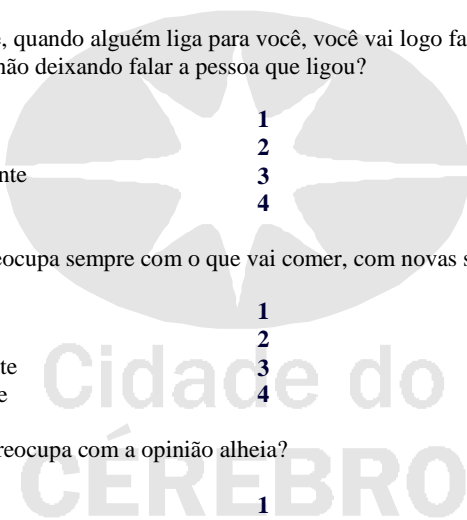 , quando alguém liga para você, você vai logo fa
não deixando falar a pessoa que ligou?
1
2
nte 3
4
eocupa sempre com o que vai comer, com novas s
1
2
te 3
e 4
reocupa com a opinião alheia?
1
Cidade do
CÉREBRO